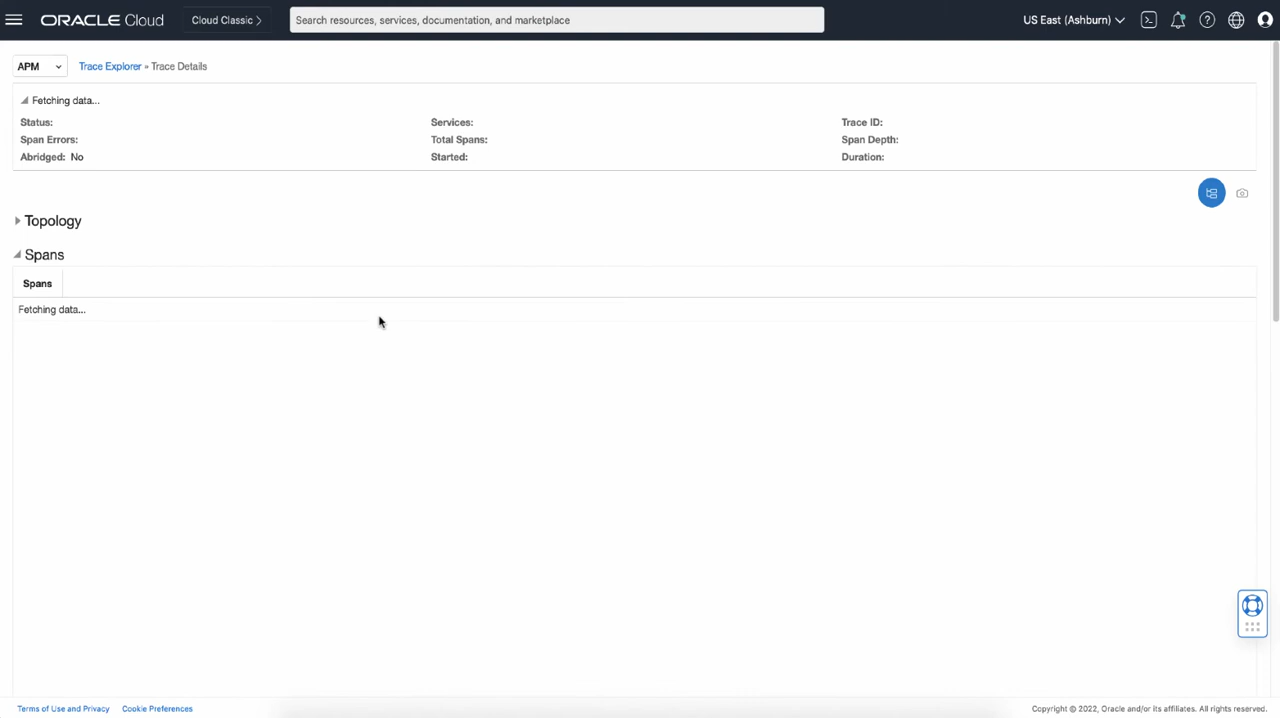 ORACLE Cloud
Cloud Classic
Search resources, services, documentation, and marketplace
US East (Ashburn)
APM
Trace Explorer » Trace Details
Fetching data...
Status:
Services:
Trace ID:
Span Errors:
Total Spans:
Span Depth:
Abridged: No
Started:
Duration:
Topology
Spans
Spans
Fetching data...
Terms of Use and Privacy
Cookie Preferences
Copyright © 2022, Oracle and/or its affiliates. All rights reserved.